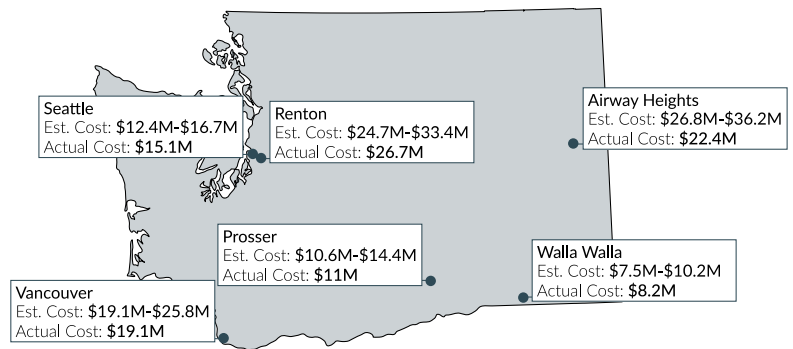 Seattle
Est. Cost: $12.4M-$16.7M
Actual Cost: $15.1M
Renton
Est. Cost: $24.7M-$33.4M
Actual Cost: $26.7M
Airway Heights
Est. Cost: $26.8M-$36.2M
Actual Cost: $22.4M
Prosser
Est. Cost: $10.6M-$14.4M
Actual Cost: $11M
Walla Walla
Est. Cost: $7.5M-$10.2M
Actual Cost: $8.2M
Vancouver
Est. Cost: $19.1M-$25.8M
Actual Cost: $19.1M